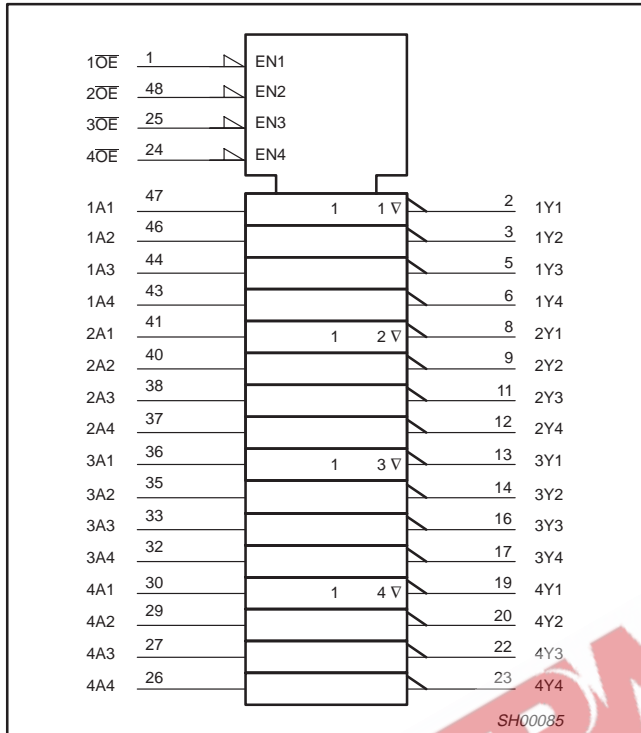 1O̅E̅ 1 EN1
2O̅E̅ 48 EN2
3O̅E̅ 25 EN3
4O̅E̅ 24 EN4
1A1 47 1 1 ∇ 2 1Y1
1A2 46 3 1Y2
1A3 44 5 1Y3
1A4 43 6 1Y4
2A1 41 1 2 ∇ 8 2Y1
2A2 40 9 2Y2
2A3 38 11 2Y3
2A4 37 12 2Y4
3A1 36 1 3 ∇ 13 3Y1
3A2 35 14 3Y2
3A3 33 16 3Y3
3A4 32 17 3Y4
4A1 30 1 4 ∇ 19 4Y1
4A2 29 20 4Y2
4A3 27 22 4Y3
4A4 26 23 4Y4
SH00085